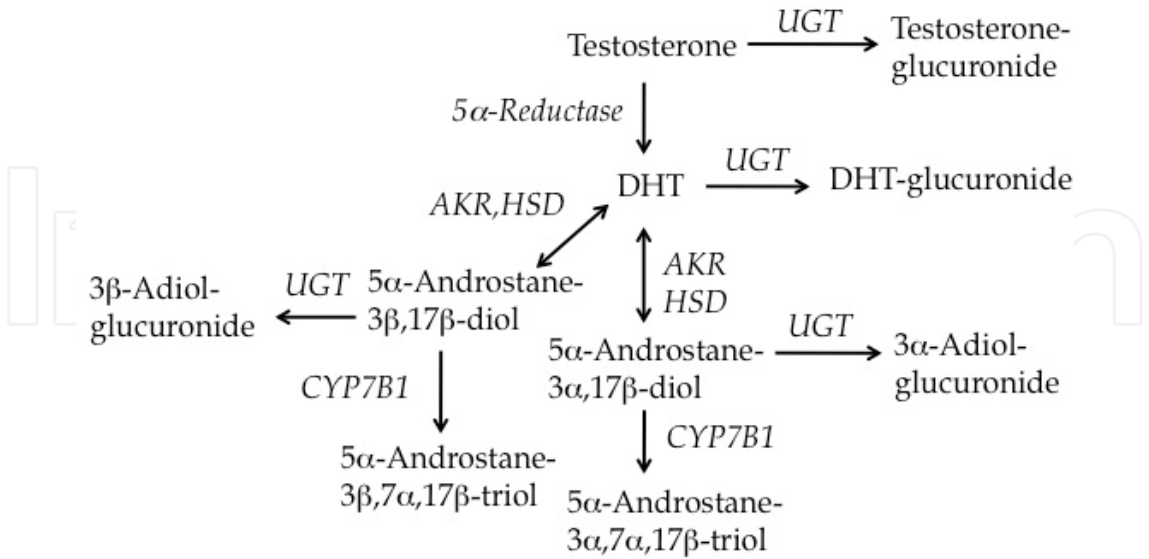 UGT
Testosterone
Testosterone-
glucuronide
5α-Reductase
UGT
DHT
DHT-glucuronide
AKR,HSD
AKR
HSD
3β-Adiol-
glucuronide
UGT
5α-Androstane-
3β,17β-diol
UGT
5α-Androstane-
3α,17β-diol
3α-Adiol-
glucuronide
CYP7B1
CYP7B1
5α-Androstane-
3β,7α,17β-triol
5α-Androstane-
3α,7α,17β-triol